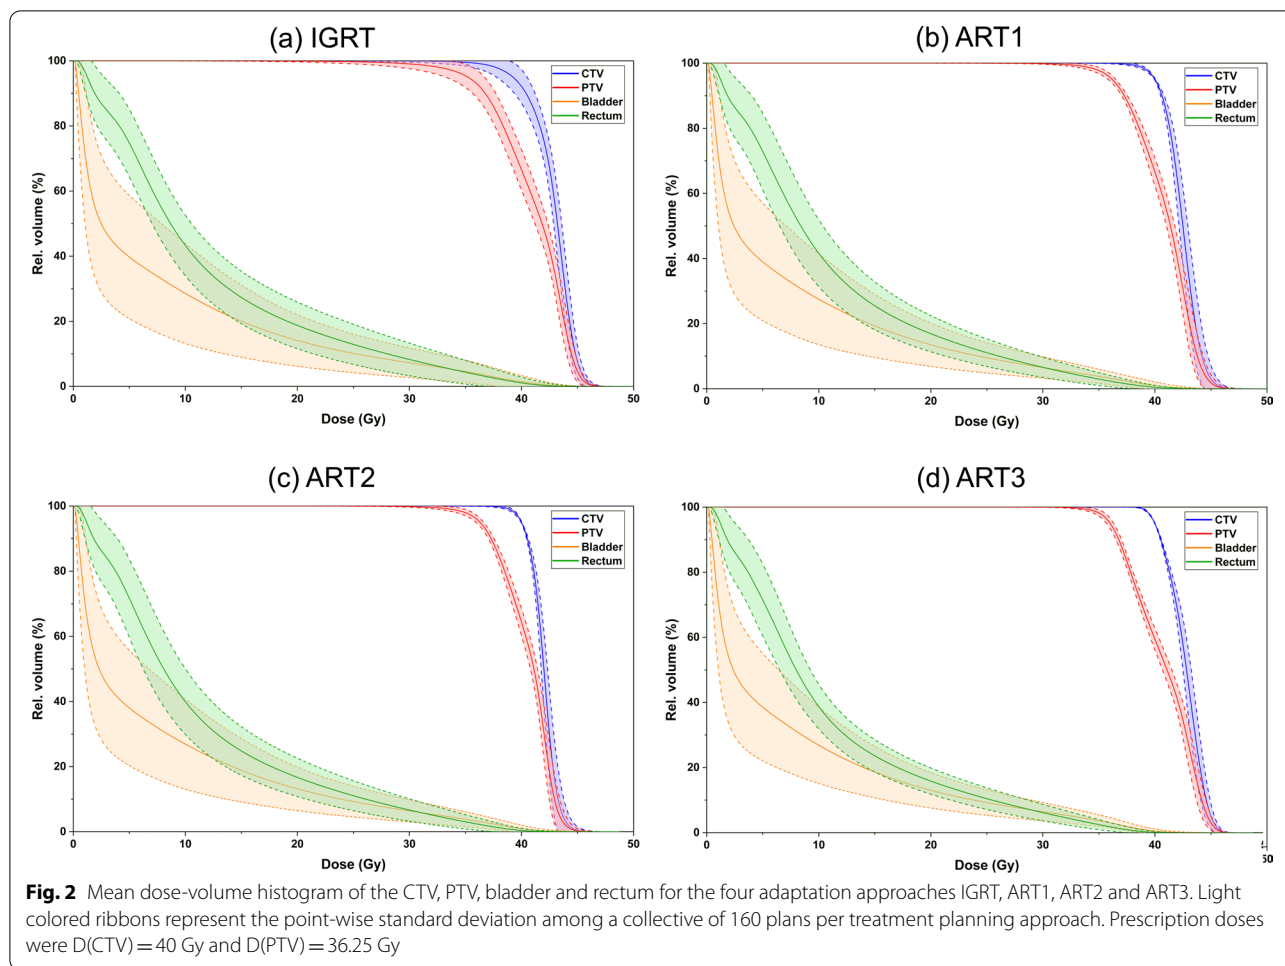 (a) IGRT
100
80
60
40
20
0
Rel. volume (%)
CTV
PTV
Bladder
Rectum
0 10 20 30 40 50
Dose (Gy)
(b) ART1
100
80
60
40
20
0
Rel. volume (%)
CTV
PTV
Bladder
Rectum
0 10 20 30 40 50
Dose (Gy)
(c) ART2
100
80
60
40
20
0
Rel. volume (%)
CTV
PTV
Bladder
Rectum
0 10 20 30 40 50
Dose (Gy)
(d) ART3
100
80
60
40
20
0
Rel. volume (%)
CTV
PTV
Bladder
Rectum
0 10 20 30 40 50
Dose (Gy)
Fig. 2 Mean dose-volume histogram of the CTV, PTV, bladder and rectum for the four adaptation approaches IGRT, ART1, ART2 and ART3. Light
colored ribbons represent the point-wise standard deviation among a collective of 160 plans per treatment planning approach. Prescription doses
were D(CTV) = 40 Gy and D(PTV) = 36.25 Gy